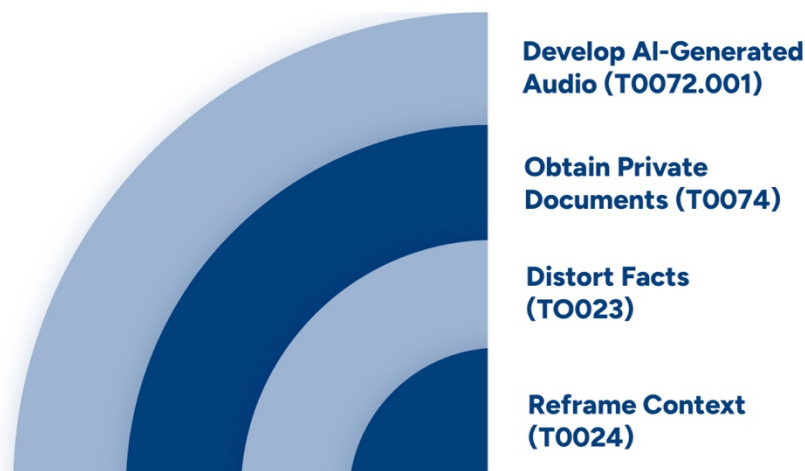 Develop AI-Generated
Audio (T0072.001)
Obtain Private
Documents (T0074)
Distort Facts
(TO023)
Reframe Context
(T0024)